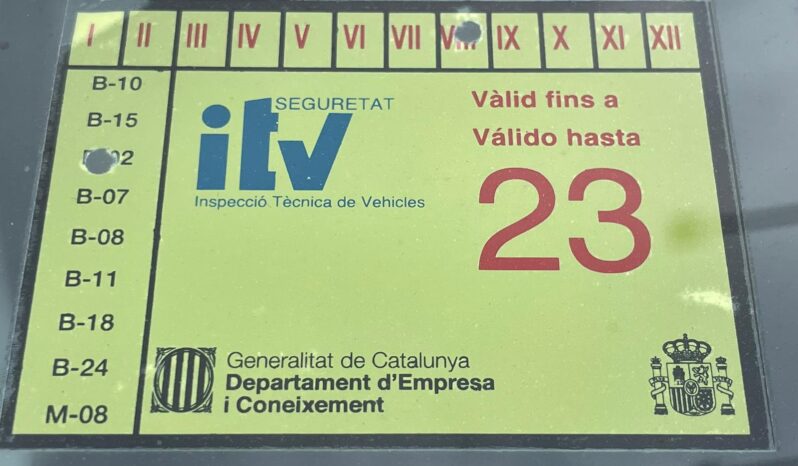 I II III IV V VI VII VIII IX X XI XII
B-10
B-15
B-07
B-08
B-11
B-18
B-24
M-08
SEGURETAT
itv
Inspecció Tècnica de Vehicles
Vàlid fins a
Válido hasta
23
Generalitat de Catalunya
Departament d'Empresa
i Coneixement